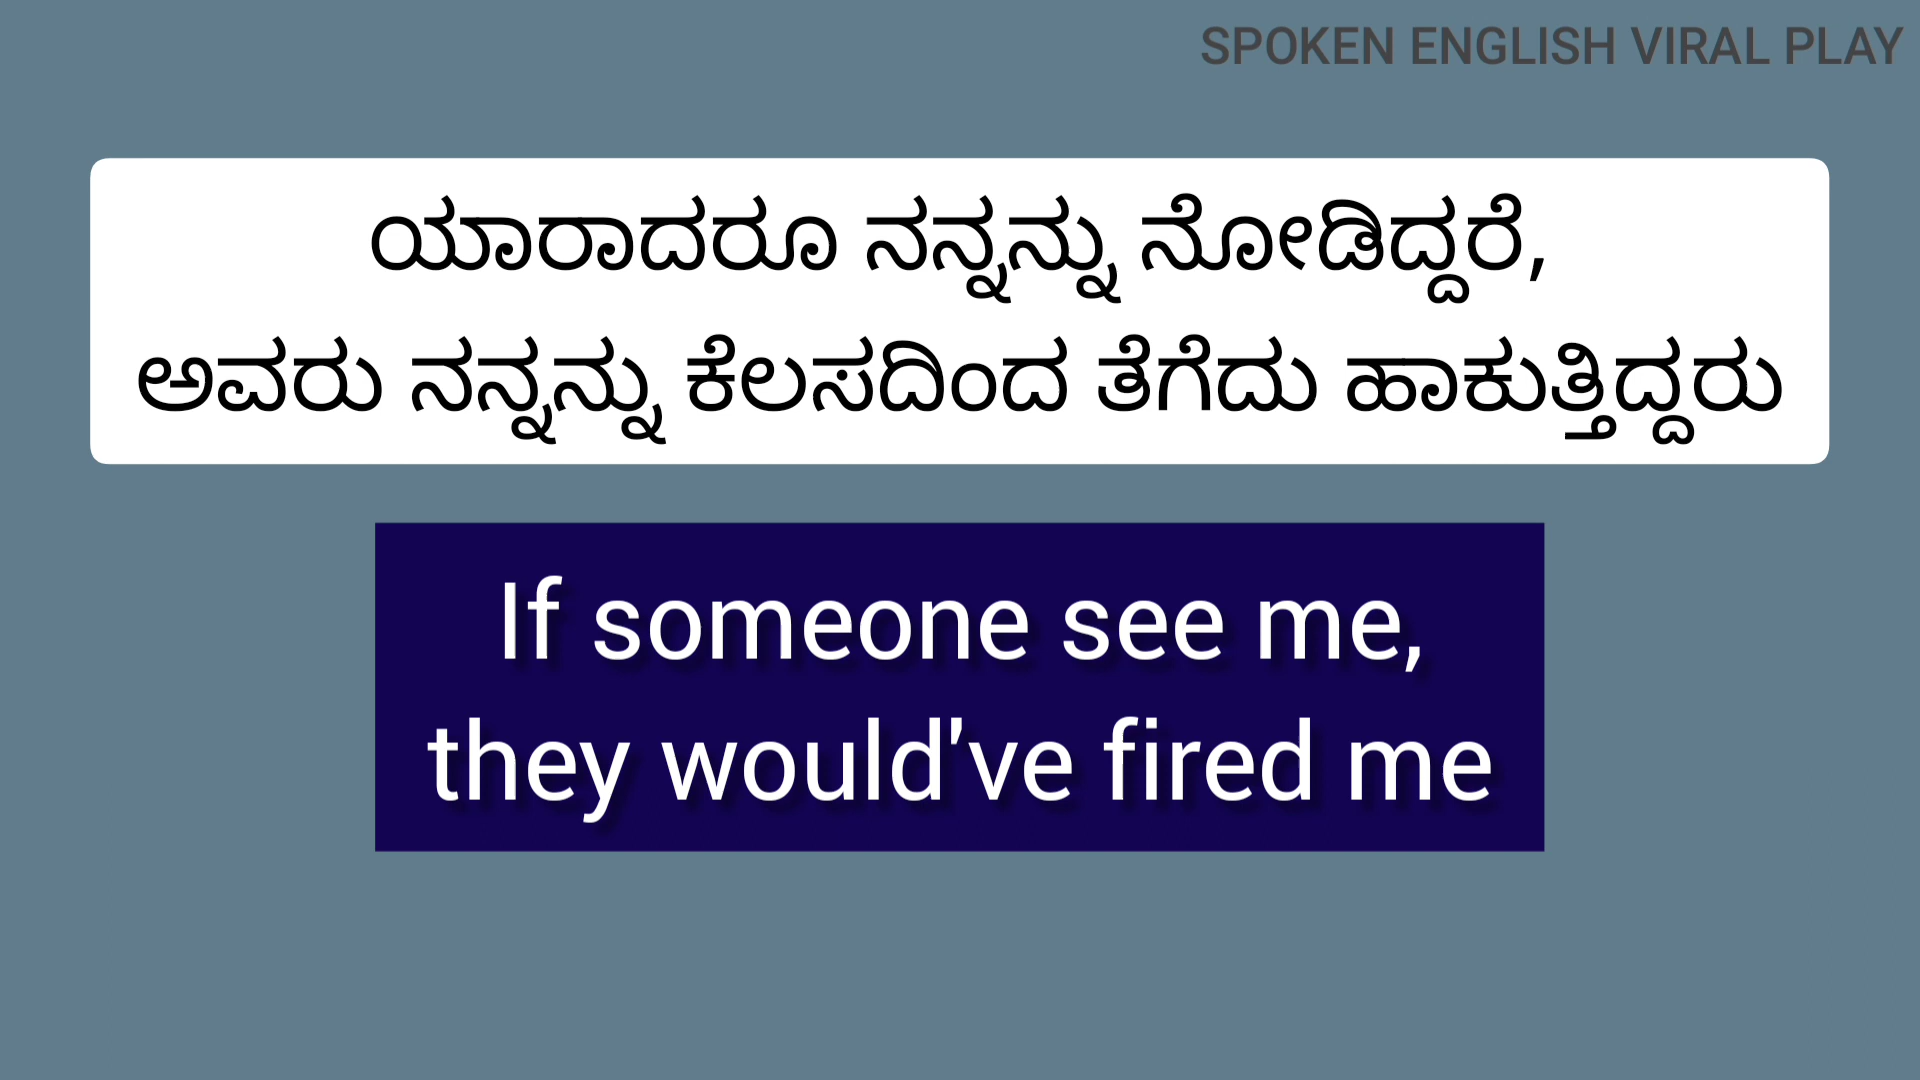 SPOKEN ENGLISH VIRAL PLAY
ಯಾರಾದರೂ ನನ್ನನ್ನು ನೋಡಿದ್ದರೆ,
ಅವರು ನನ್ನನ್ನು ಕೆಲಸದಿಂದ ತೆಗೆದು ಹಾಕುತ್ತಿದ್ದರು
If someone see me,
they would've fired me